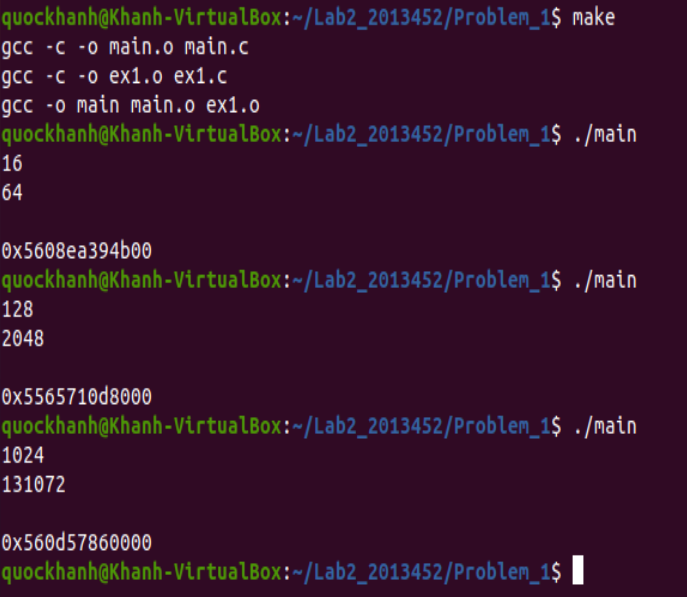 quockhanh@Khanh-VirtualBox:~/Lab2_2013452/Problem_1$ make
gcc -c -o main.o main.c
gcc -c -o ex1.o ex1.c
gcc -o main main.o ex1.o
quockhanh@Khanh-VirtualBox:~/Lab2_2013452/Problem_1$ ./main
16
64
0x5608ea394b00
quockhanh@Khanh-VirtualBox:~/Lab2_2013452/Problem_1$ ./main
128
2048
0x5565710d8000
quockhanh@Khanh-VirtualBox:~/Lab2_2013452/Problem_1$ ./main
1024
131072
0x560d57860000
quockhanh@Khanh-VirtualBox:~/Lab2_2013452/Problem_1$